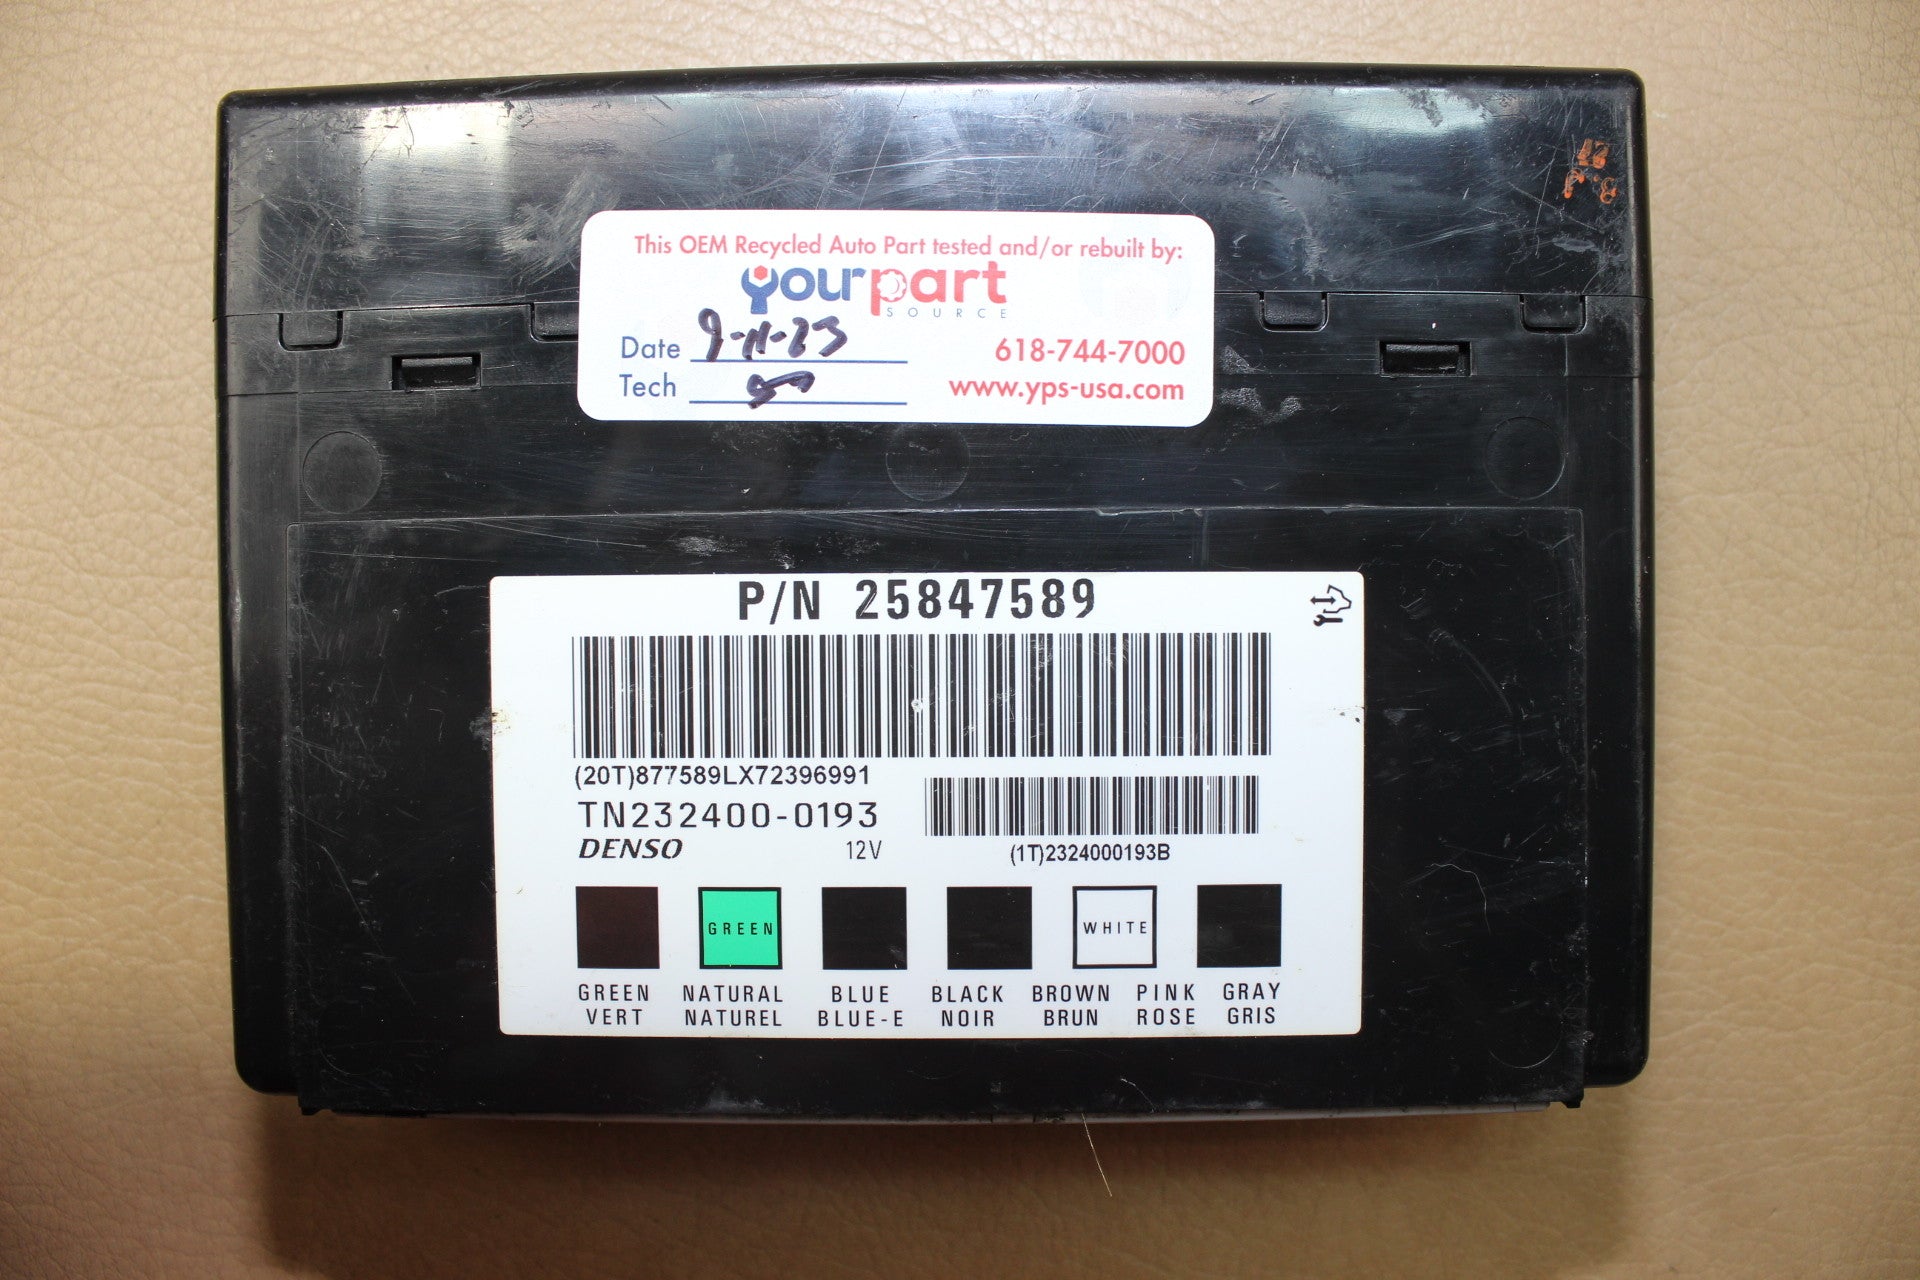 This OEM Recycled Auto Part tested and/or rebuilt by:
yourpart
SOURCE
Date 9-11-23
618-744-7000
Tech
www.yps-usa.com
P/N 25847589
(20T)877589LX72396991
TN232400-0193
DENSO 12V
(1T)2324000193B
GREEN WHITE
GREEN NATURAL BLUE BLACK BROWN PINK GRAY
VERT NATUREL BLUE-E NOIR BRUN ROSE GRIS